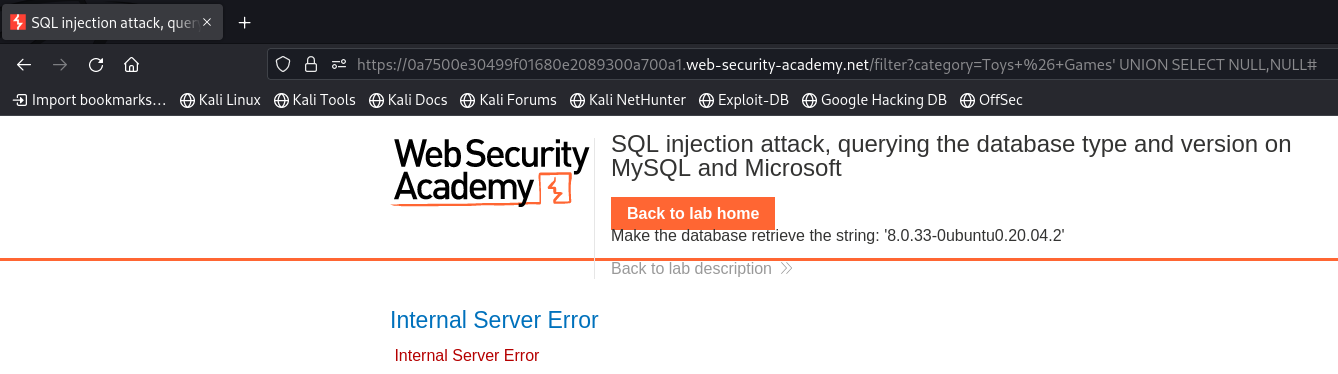 SQL injection attack, quer
https://0a7500e30499f01680e2089300a700a1.web-security-academy.net/filter?category=Toys+%26+Games' UNION SELECT NULL,NULL#
Import bookmarks... Kali Linux Kali Tools Kali Docs Kali Forums Kali NetHunter Exploit-DB Google Hacking DB OffSec
WebSecurity
Academy
SQL injection attack, querying the database type and version on
MySQL and Microsoft
Back to lab home
Make the database retrieve the string: '8.0.33-0ubuntu0.20.04.2'
Back to lab description
Internal Server Error
Internal Server Error